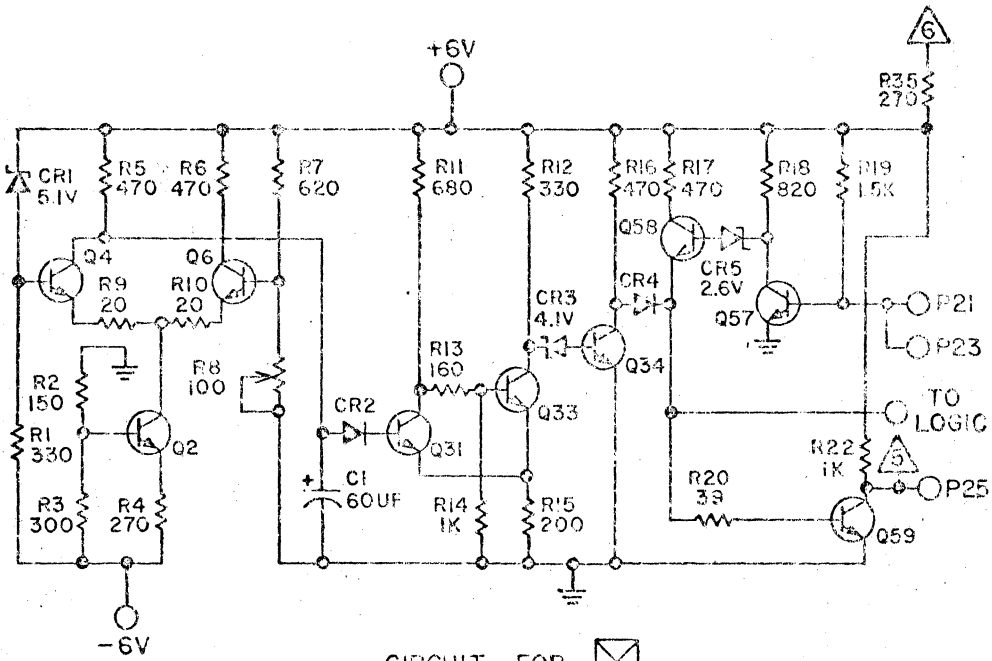 6
+6V
R35
270
CR1
5.1V
R5
470
R6
470
R7
620
R11
680
R12
330
R16
470
R17
470
R18
820
R19
1.5K
Q4
Q6
R9
20
R10
20
Q58
CR5
2.6V
CR4
CR3
4.1V
Q57
P21
P23
R2
150
R8
100
R13
160
Q34
Q33
TO
LOGIC
R1
330
Q2
CR2
Q31
R22
1K
5
P25
R3
300
R4
270
+
C1
60UF
R14
1K
R15
200
R20
39
Q59
-6V
CIRCUIT FOR